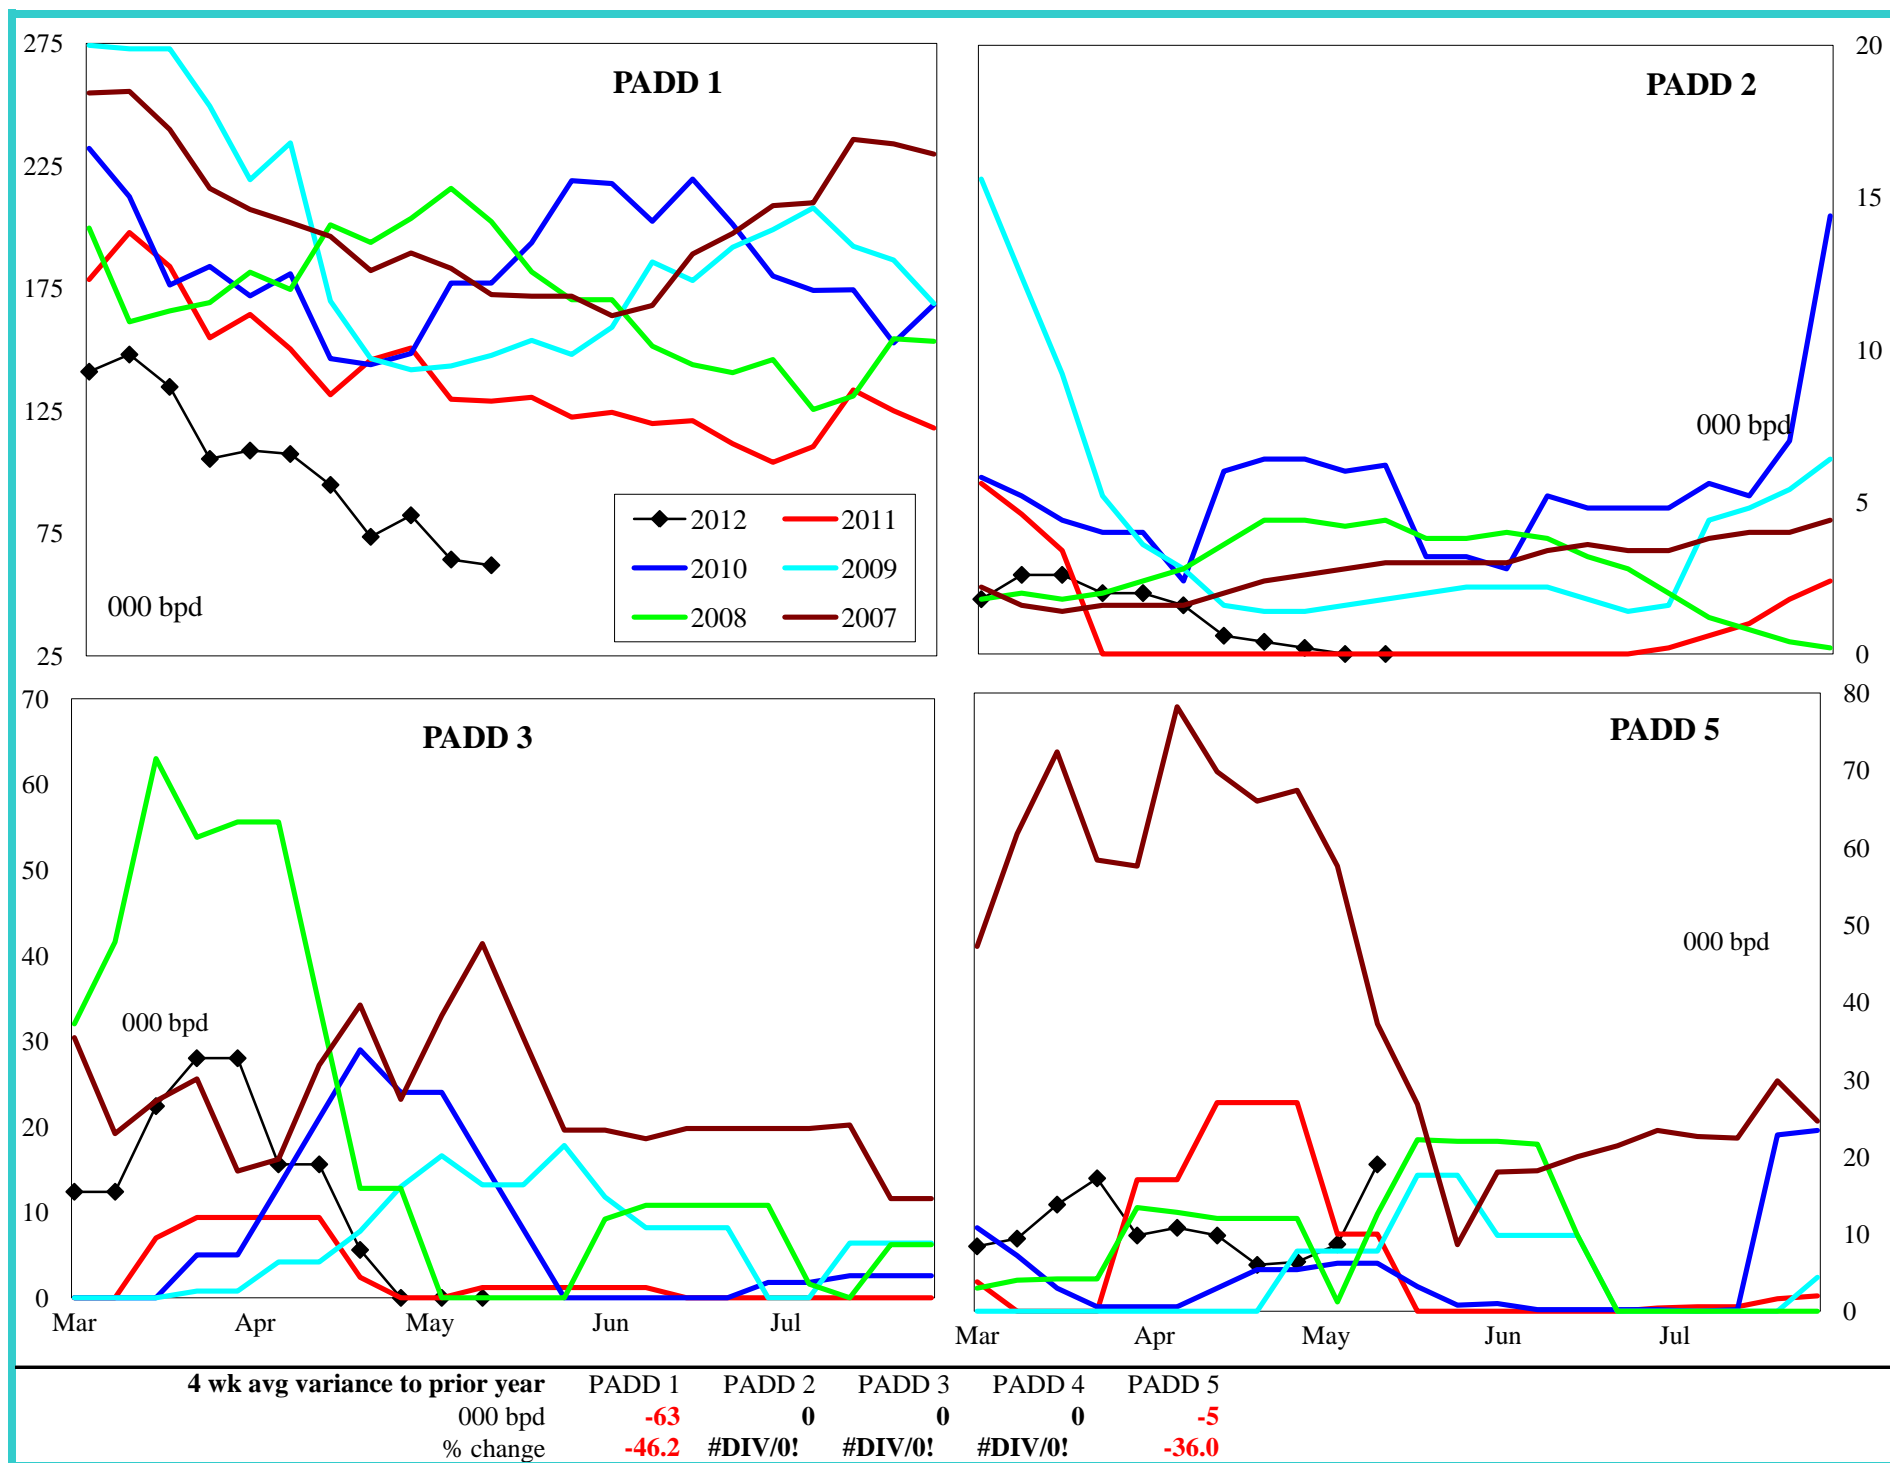 275
225
175
125
75
25
PADD 1
000 bpd
2012
2011
2010
2009
2008
2007
PADD 2
000 bpd
20
15
10
5
0
70
60
50
40
30
20
10
0
PADD 3
000 bpd
Mar Apr May Jun Jul
PADD 5
000 bpd
80
70
60
50
40
30
20
10
0
Mar Apr May Jun Jul
4 wk avg variance to prior year PADD 1 PADD 2 PADD 3 PADD 4 PADD 5
000 bpd -63 0 0 0 -5
% change -46.2 #DIV/0! #DIV/0! #DIV/0! -36.0